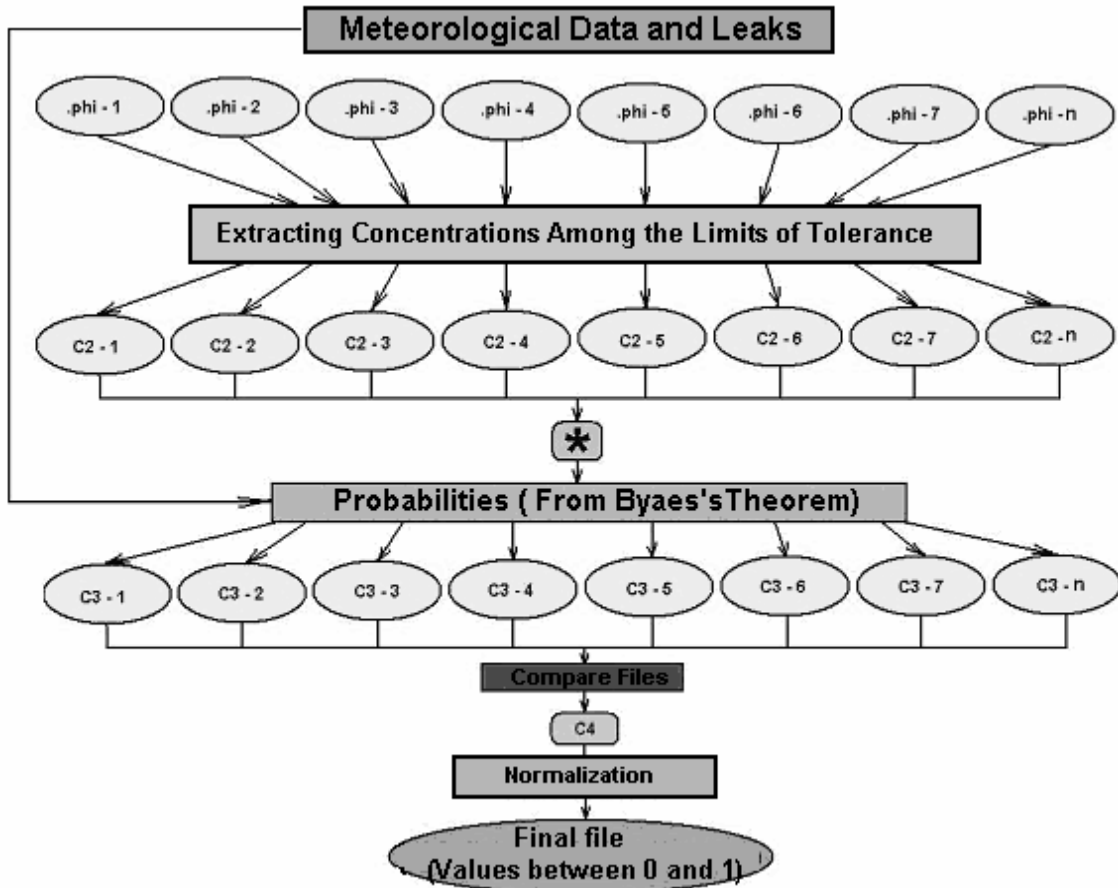 Meteorological Data and Leaks
.phi - 1 .phi - 2 .phi - 3 .phi - 4 .phi - 5 .phi - 6 .phi - 7 .phi - n
Extracting Concentrations Among the Limits of Tolerance
C2 - 1 C2 - 2 C2 - 3 C2 - 4 C2 - 5 C2 - 6 C2 - 7 C2 - n
*
Probabilities ( From Byaes'sTheorem)
C3 - 1 C3 - 2 C3 - 3 C3 - 4 C3 - 5 C3 - 6 C3 - 7 C3 - n
Compare Files
C4
Normalization
Final file
(Values between 0 and 1)